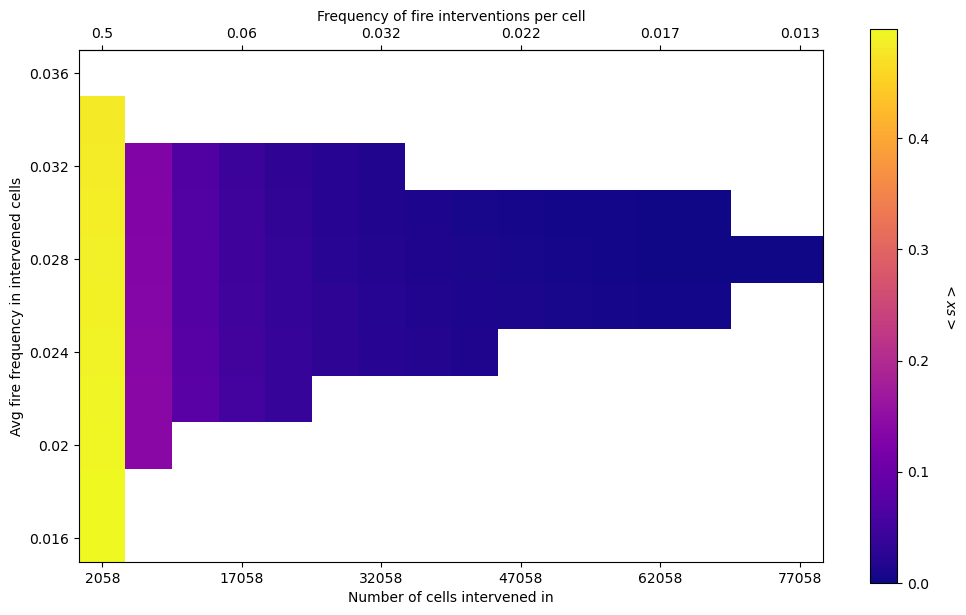 Frequency of fire interventions per cell
0.5 0.06 0.032 0.022 0.017 0.013
Avg fire frequency in intervened cells
0.036
0.032
0.028
0.024
0.02
0.016
2058 17058 32058 47058 62058 77058
Number of cells intervened in
0.4
0.3
0.2
0.1
0.0
< sx >